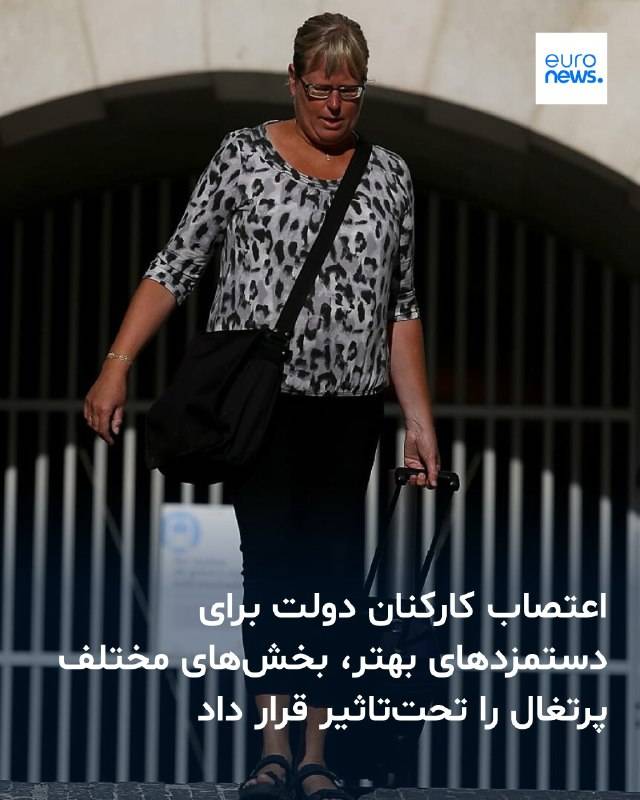 euro
news.
اعتصاب کارکنان دولت برای
دستمزدهای بهتر، بخش‌های مختلف
پرتغال را تحت‌تاثیر قرار داد